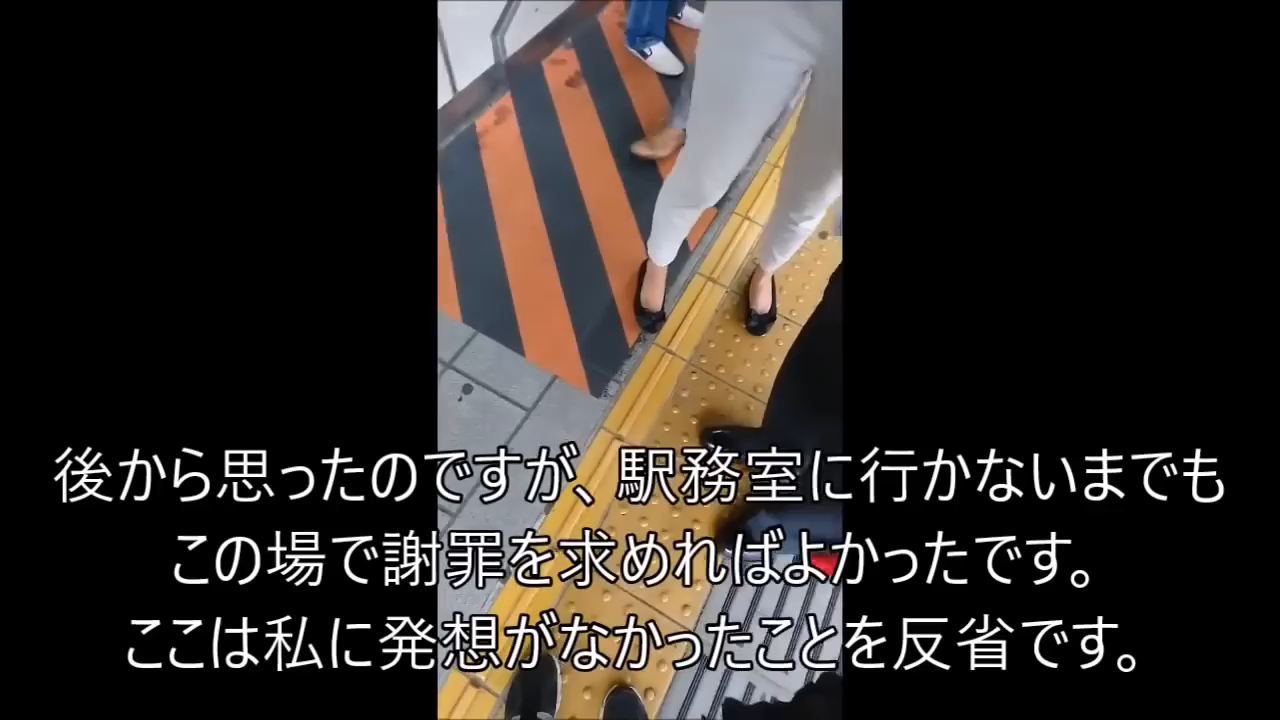 後から思ったのですが、駅務室に行かないまでも
この場で謝罪を求めればよかったです。
ここは私に発想がなかったことを反省です。